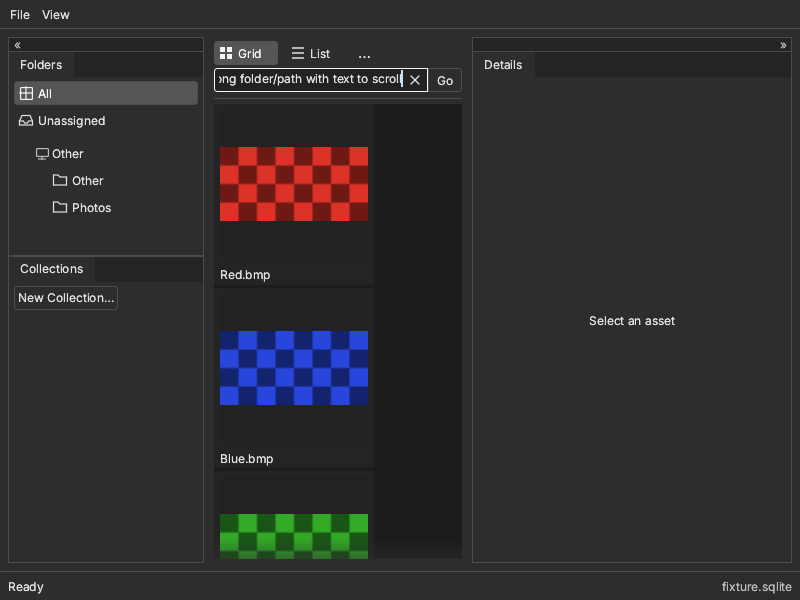 File View
«
Folders
All
Unassigned
Other
Other
Photos
Collections
New Collection...
Grid List ...
ong folder/path with text to scroll
Go
Red.bmp
Blue.bmp
»
Details
Select an asset
Ready
fixture.sqlite